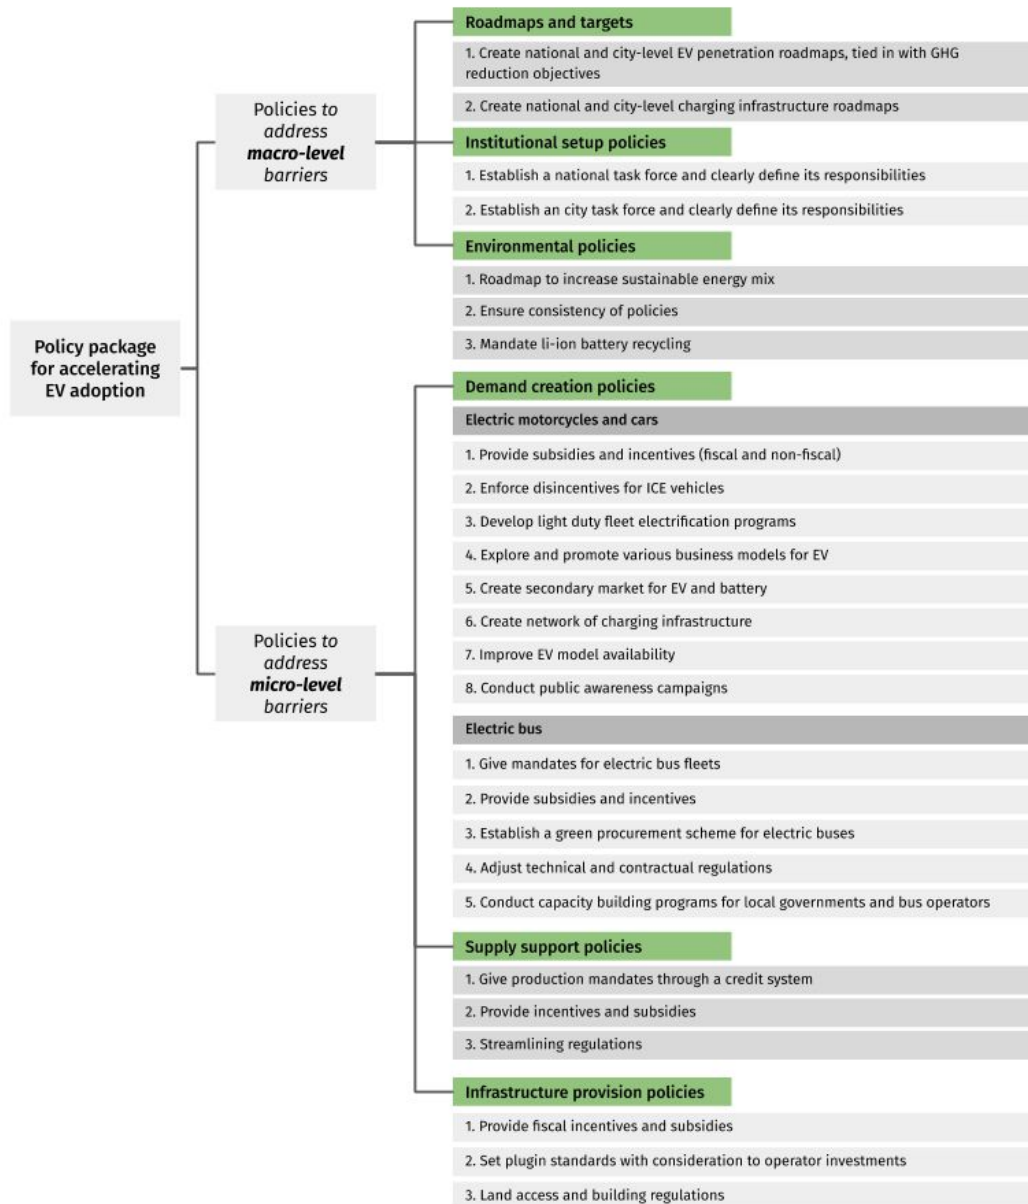 Policy package
for accelerating
EV adoption
Policies to
address
macro-level
barriers
Roadmaps and targets
1. Create national and city-level EV penetration roadmaps, tied in with GHG
reduction objectives
2. Create national and city-level charging infrastructure roadmaps
Institutional setup policies
1. Establish a national task force and clearly define its responsibilities
2. Establish an city task force and clearly define its responsibilities
Environmental policies
1. Roadmap to increase sustainable energy mix
2. Ensure consistency of policies
3. Mandate li-ion battery recycling
Policies to
address
micro-level
barriers
Demand creation policies
Electric motorcycles and cars
1. Provide subsidies and incentives (fiscal and non-fiscal)
2. Enforce disincentives for ICE vehicles
3. Develop light duty fleet electrification programs
4. Explore and promote various business models for EV
5. Create secondary market for EV and battery
6. Create network of charging infrastructure
7. Improve EV model availability
8. Conduct public awareness campaigns
Electric bus
1. Give mandates for electric bus fleets
2. Provide subsidies and incentives
3. Establish a green procurement scheme for electric buses
4. Adjust technical and contractual regulations
5. Conduct capacity building programs for local governments and bus operators
Supply support policies
1. Give production mandates through a credit system
2. Provide incentives and subsidies
3. Streamlining regulations
Infrastructure provision policies
1. Provide fiscal incentives and subsidies
2. Set plugin standards with consideration to operator investments
3. Land access and building regulations